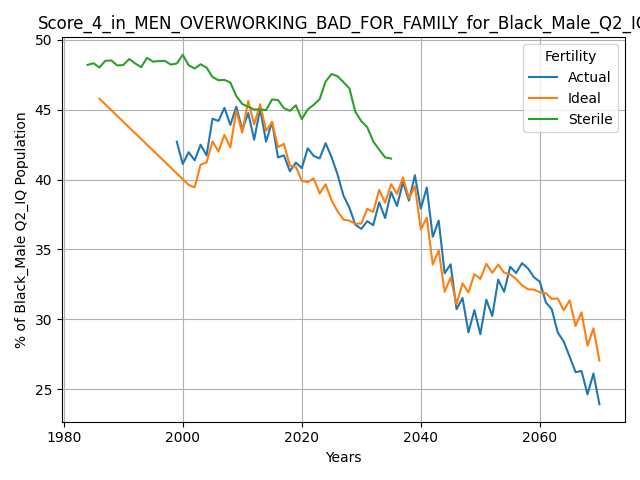 Score_4_in_MEN_OVERWORKING_BAD_FOR_FAMILY_for_Black_Male_Q2_IQ
% of Black_Male Q2_IQ Population
50
45
40
35
30
25
1980
2000
2020
2040
2060
Years
Fertility
Actual
Ideal
Sterile